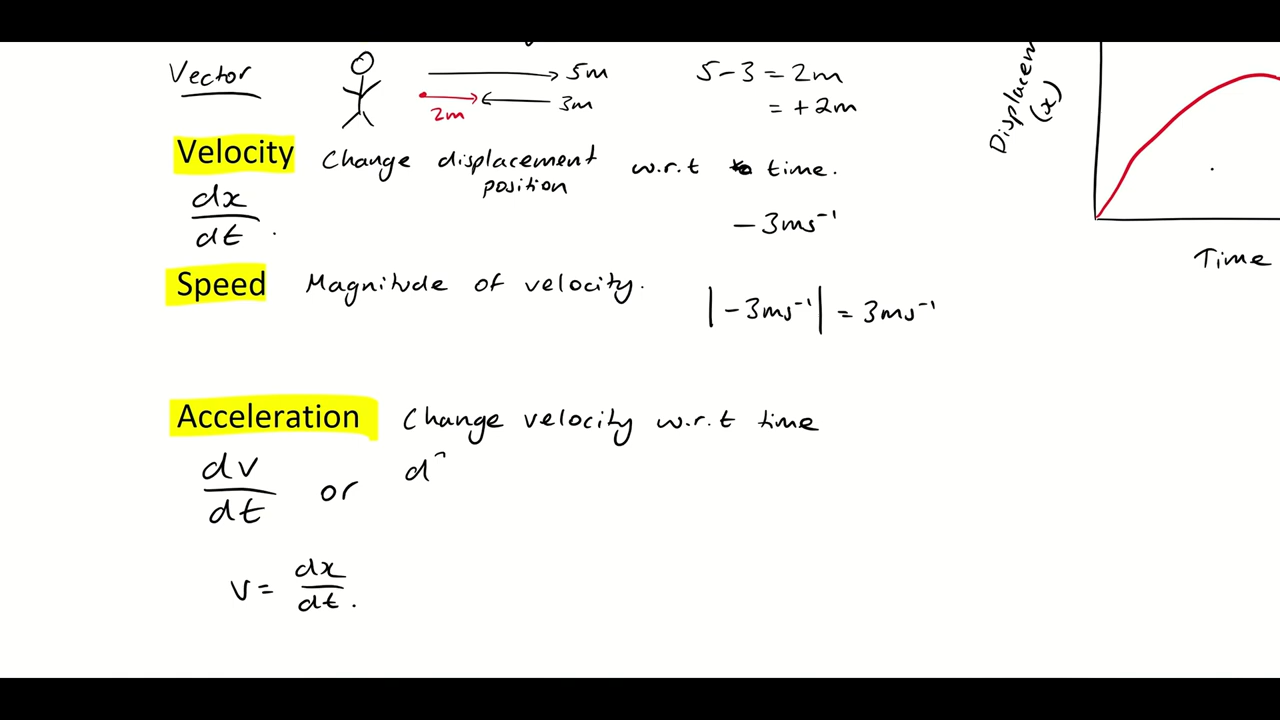 Vector
5m
3m
2m
5-3 = 2m
= +2m
Velocity Change displacement w.r.t time.
position
dx
dt
-3ms⁻¹
Speed Magnitude of velocity.
|-3ms⁻¹| = 3ms⁻¹
Acceleration Change velocity w.r.t time
dv
dt
or
d
v = dx
dt.
(x)
Time